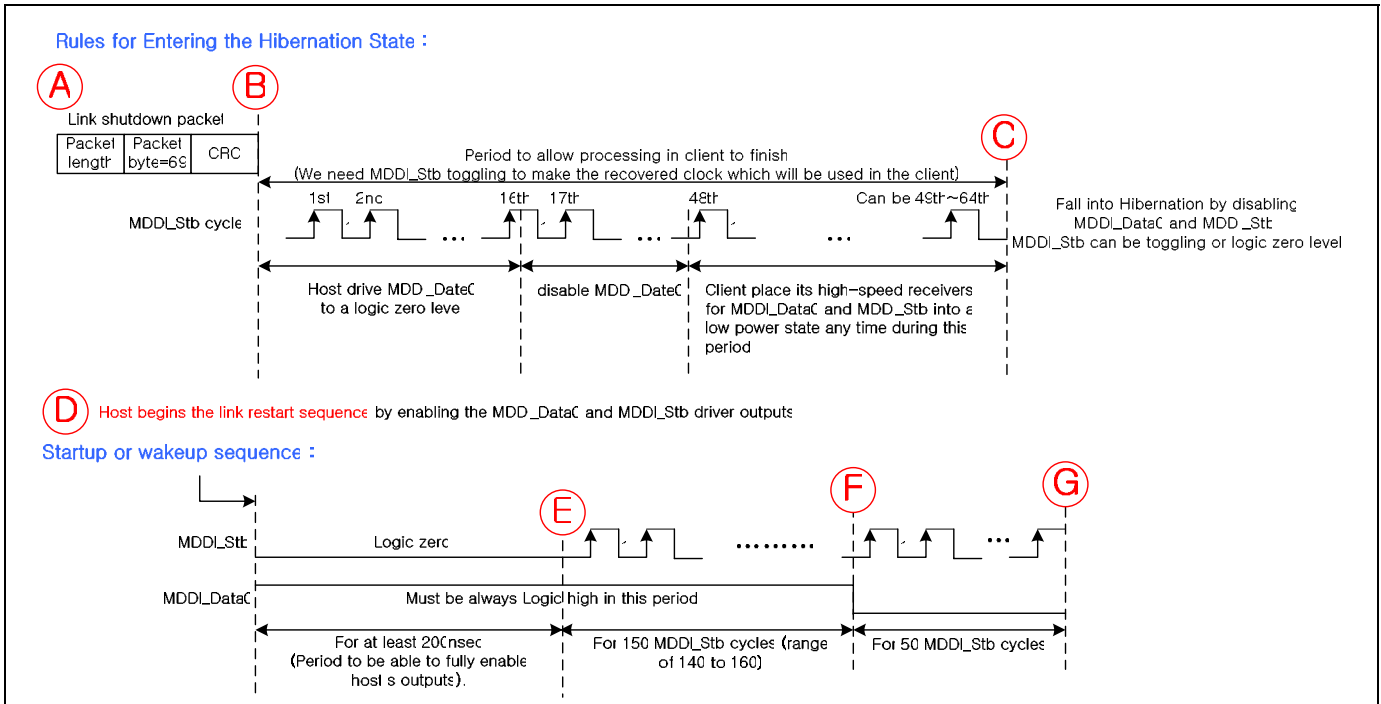 Rules for Entering the Hibernation State :
A
B
Link shutdown packet
Packet length
Packet byte=69
CRC
C
Period to allow processing in client to finish
(We need MDDI_Stb toggling to make the recovered clock which will be used in the client)
1st
2nd
16th
17th
48th
Can be 49th~64th
MDDI_Stb cycle
...
...
...
Fall into Hibernation by disabling
MDDI_Data0 and MDD_Stb
MDDI_Stb can be toggling or logic zero level
Host drive MDD_Date0
to a logic zero leve
disable MDD_Date0
Client place its high-speed receivers
for MDDI_Data0 and MDD_Stb into a
low power state any time during this
period
D
Host begins the link restart sequence by enabling the MDD_Data0 and MDDI_Stb driver outputs
Startup or wakeup sequence :
E
F
G
MDDI_Stb
Logic zero
.........
...
MDDI_Data0
Must be always Logic high in this period
For at least 200nsec
(Period to be able to fully enable
host s outputs).
For 150 MDDI_Stb cycles (range
of 140 to 160)
For 50 MDDI_Stb cycles